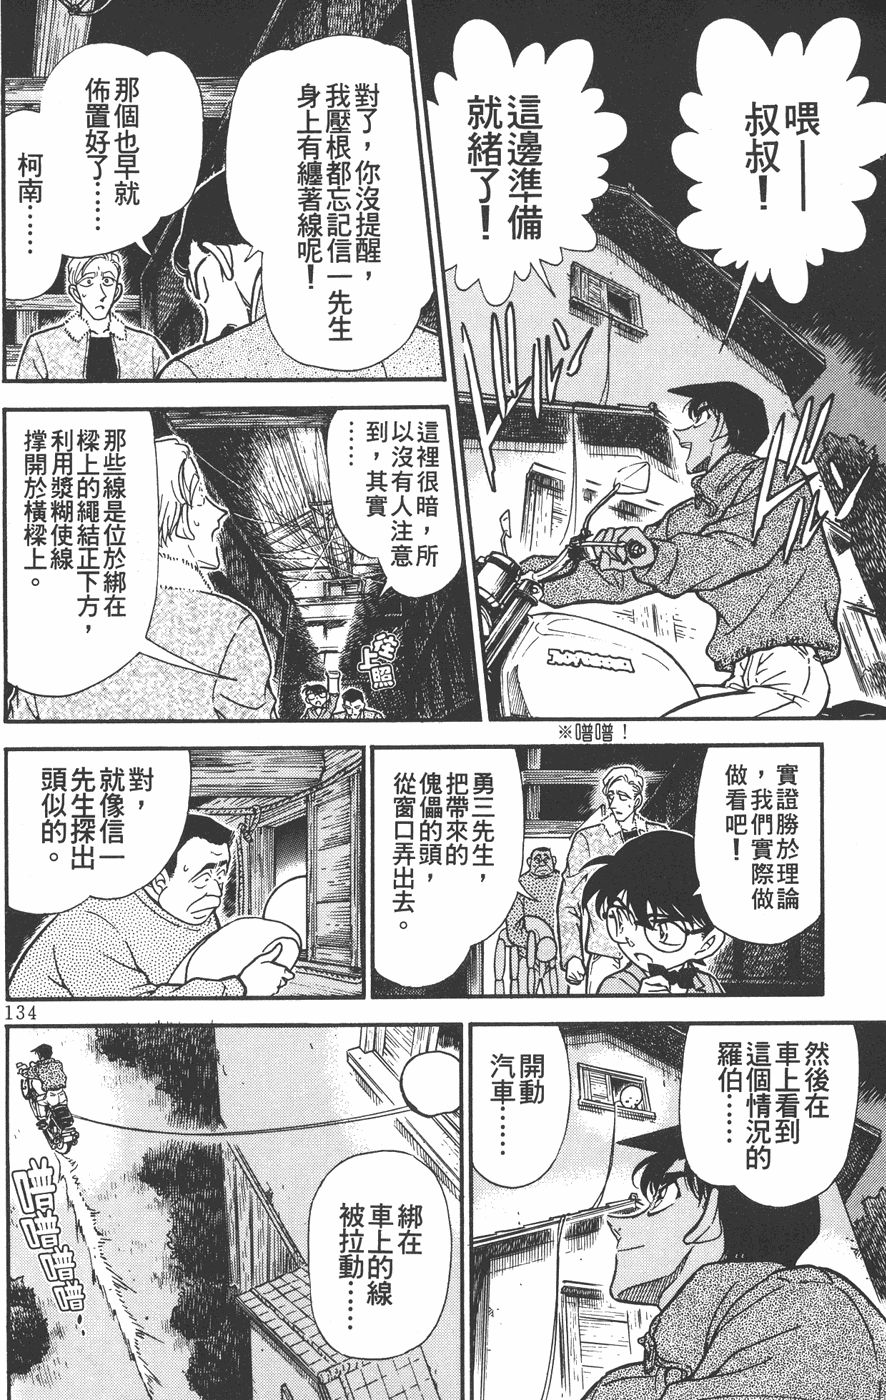 喂——
叔叔！
這邊準備
就緒了！
※噜噜！
對了，你沒提醒，
我壓根都忘記信一先生
身上有纏著線呢！
那個也早就
佈置好了……
柯南……
這裡很暗，所
以沒有人注意
到，其實
……
從上照
那些線是位於綁在
樑上的繩結正下方，
利用漿糊使線
撐開於橫樑上。
實證勝於理論
，我們實際做
做看吧！
勇三先生，
把帶來的
傀儡的頭，
從窗口弄出去。
對，
就像信一
先生探出
頭似的。
134
然後在
車上看到
這個情況的
羅伯……
開動
汽車……
綁在
車上的線
被拉動……
噜噜噜噜